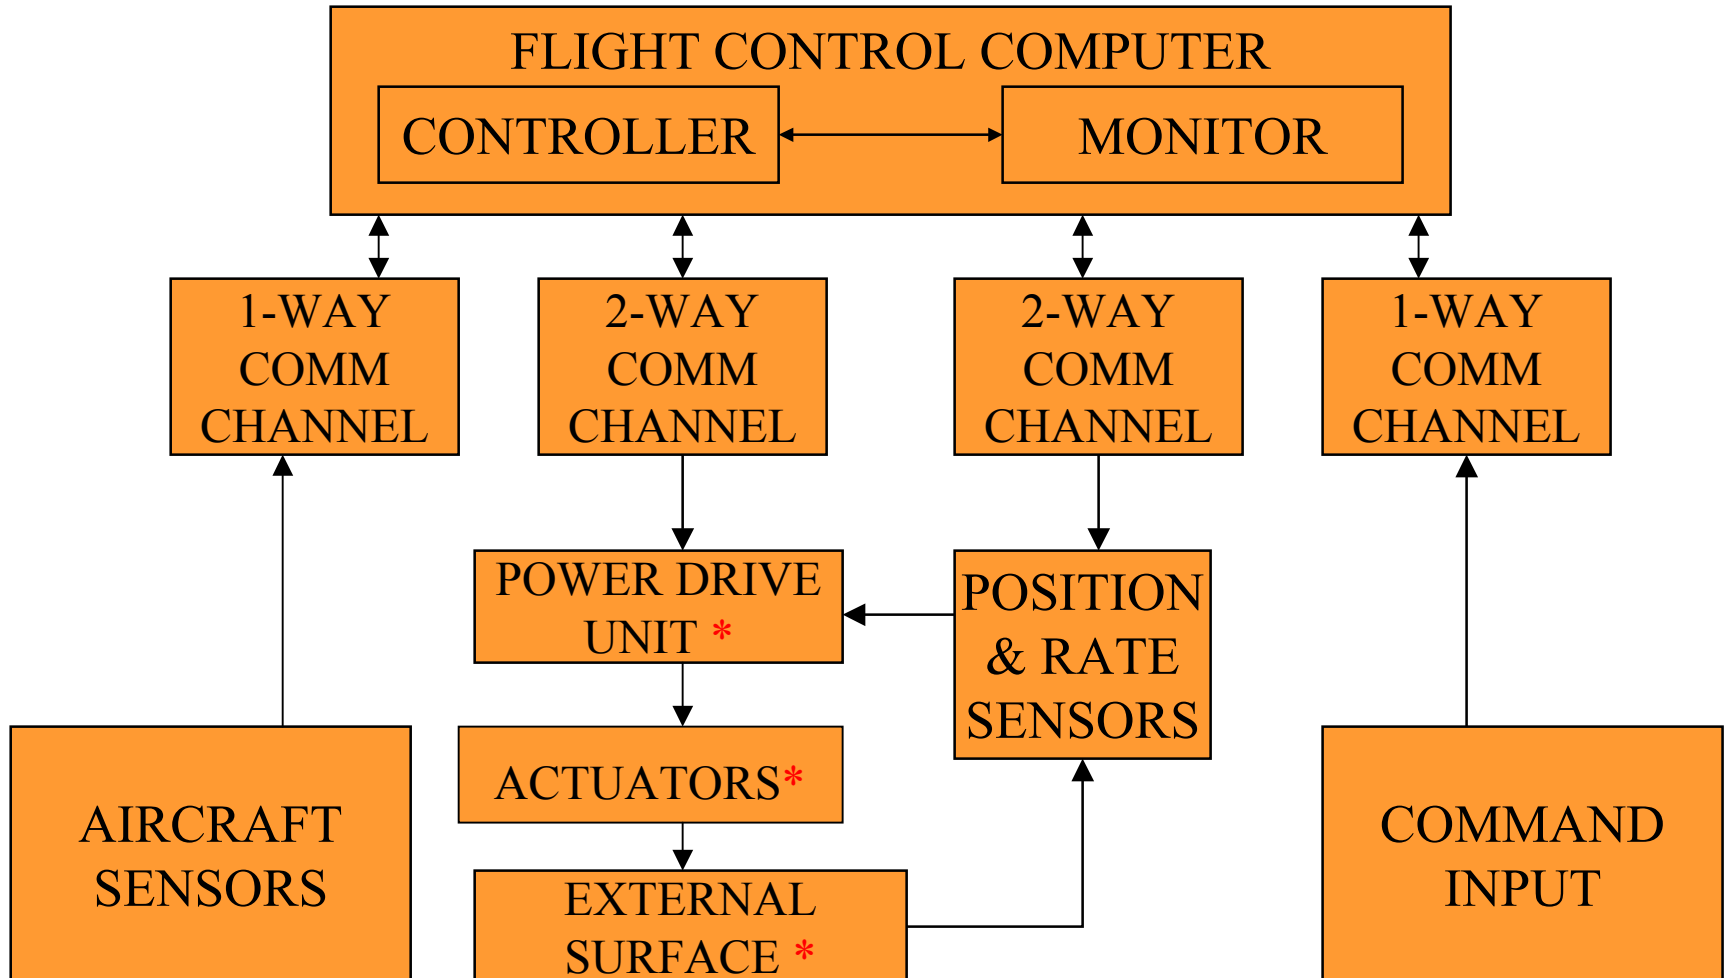 FLIGHT CONTROL COMPUTER
CONTROLLER
MONITOR
1-WAY
COMM
CHANNEL
2-WAY
COMM
CHANNEL
2-WAY
COMM
CHANNEL
1-WAY
COMM
CHANNEL
POWER DRIVE
UNIT *
POSITION
& RATE
SENSORS
ACTUATORS*
AIRCRAFT
SENSORS
EXTERNAL
SURFACE *
COMMAND
INPUT